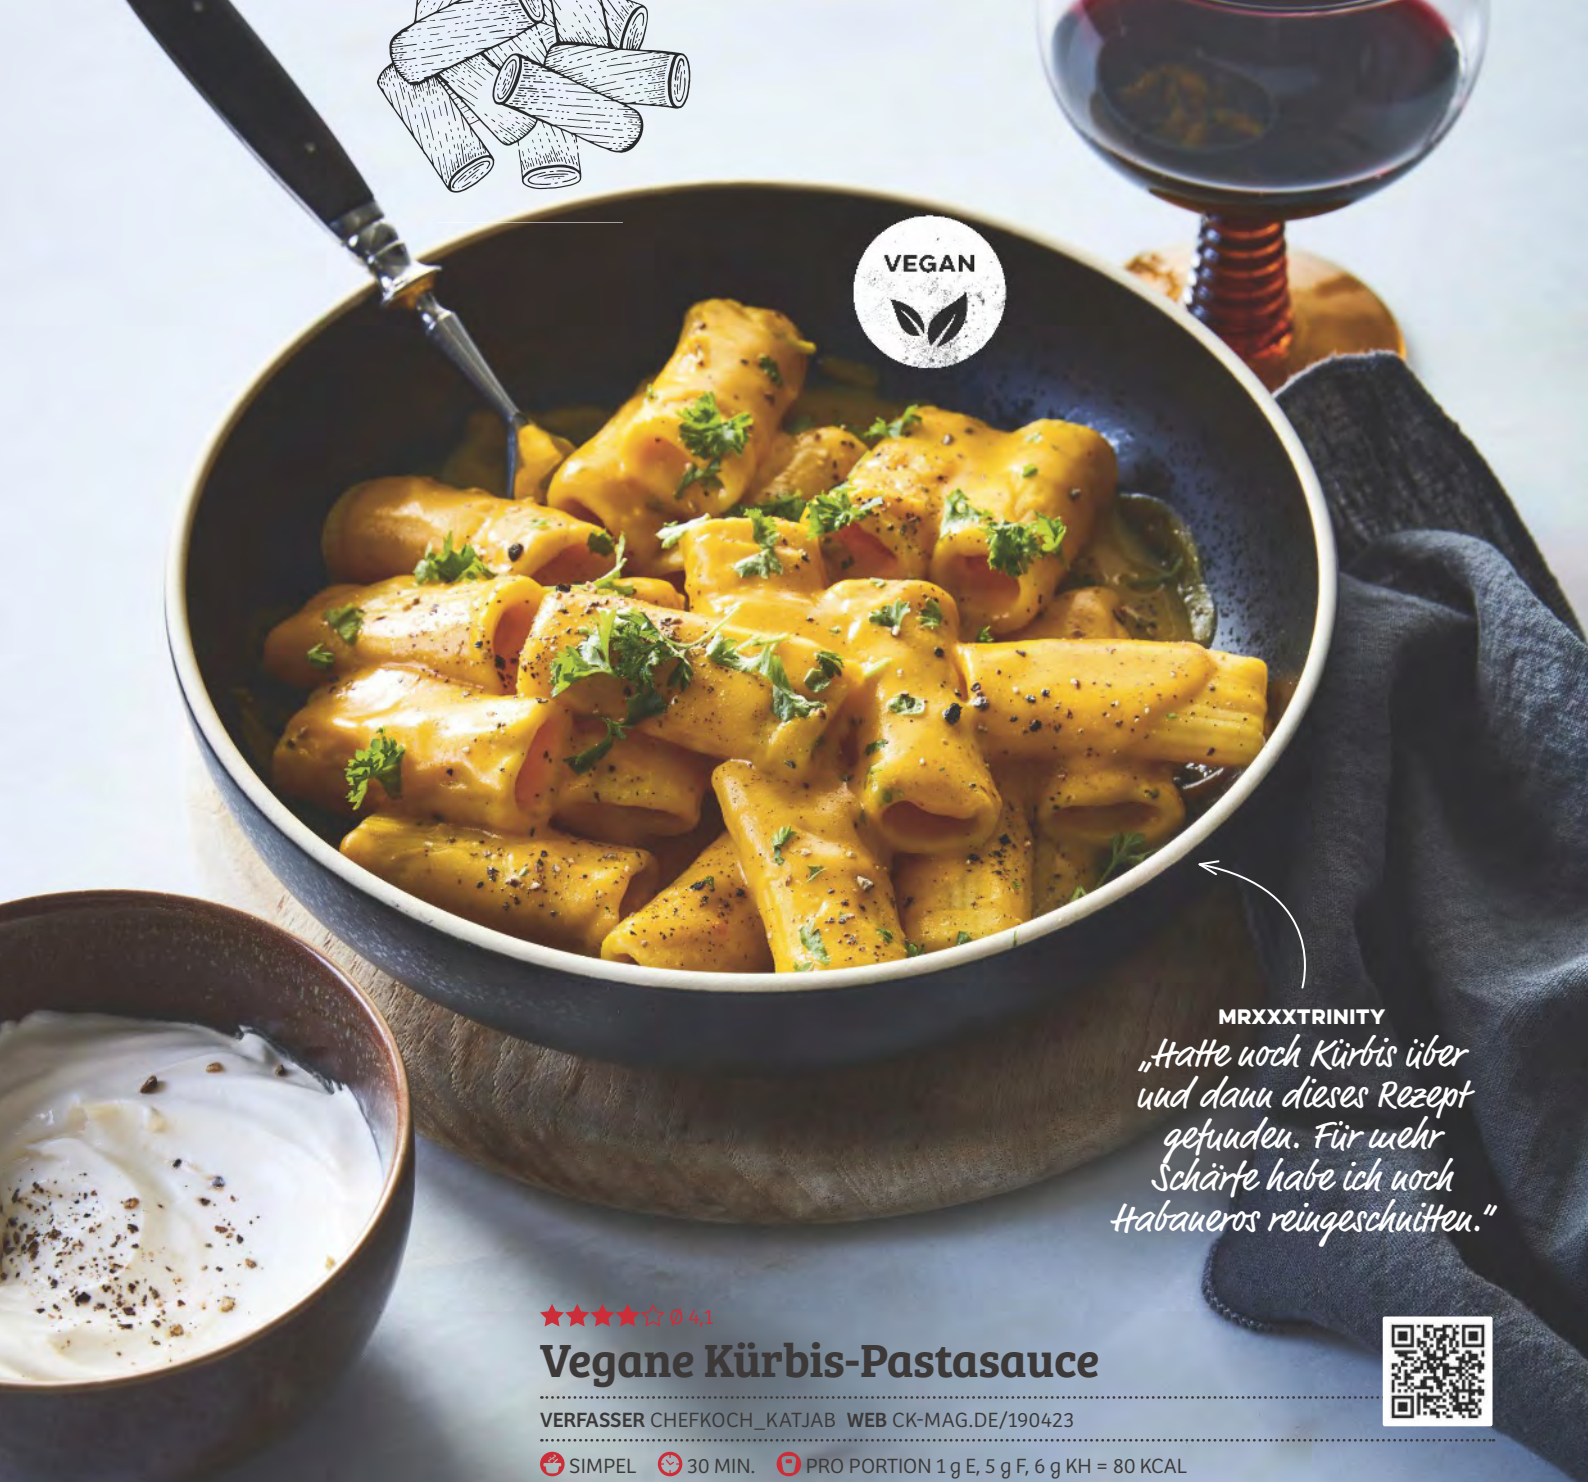 VEGAN
MRXXXTRINITY
„Hatte noch Kürbis über
und dann dieses Rezept
gefunden. Für mehr
Schärfe habe ich noch
Habaneros reingeschnitten.“
Ø 4,1
Vegane Kürbis-Pastasauce
VERFASSER CHEFKOCH_KATJAB WEB CK-MAG.DE/190423
SIMPEL 30 MIN. PRO PORTION 1 g E, 5 g F, 6 g KH = 80 KCAL